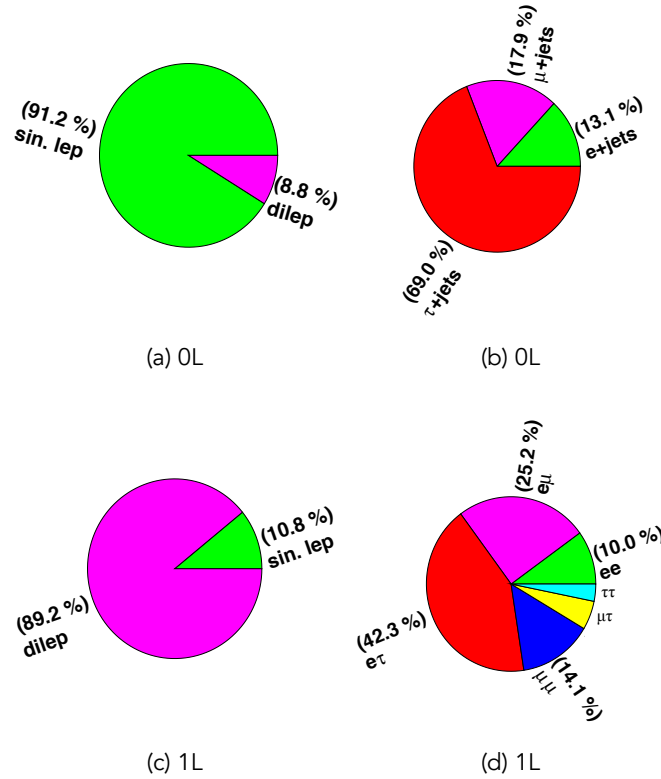 (91.2 %)
sin. lep
(8.8 %)
dilep
(a) 0L
(17.9 %)
μ+jets
(13.1 %)
e+jets
(69.0 %)
τ+jets
(b) 0L
(10.8 %)
sin. lep
(89.2 %)
dilep
(c) 1L
(25.2 %)
eμ
(10.0 %)
ee
ττ
μτ
(42.3 %)
eτ
(14.1 %)
μμ
(d) 1L